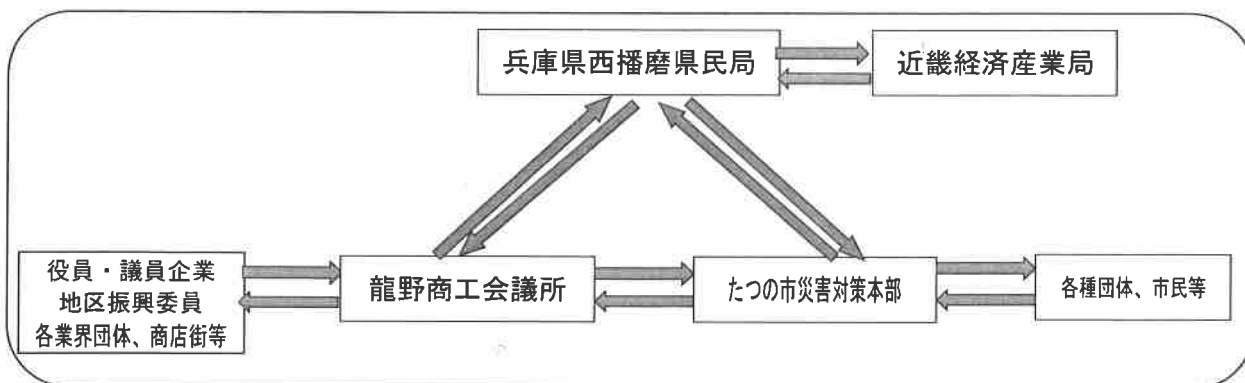 兵庫県西播磨県民局
近畿経済産業局
役員・議員企業
地区振興委員
各業界団体、商店街等
龍野商工会議所
たつの市災害対策本部
各種団体、市民等